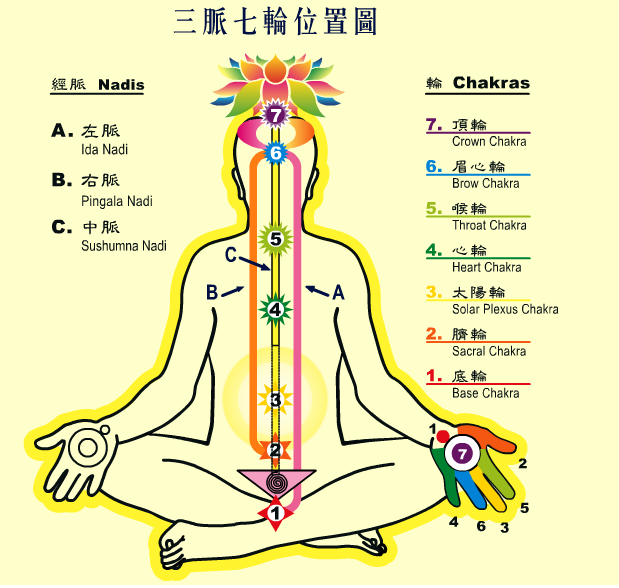 三脈七輪位置圖
經脈 Nadis
A. 左脈
Ida Nadi
B. 右脈
Pingala Nadi
C. 中脈
Sushumna Nadi
輪 Chakras
7. 頂輪
Crown Chakra
6. 眉心輪
Brow Chakra
5. 喉輪
Throat Chakra
4. 心輪
Heart Chakra
3. 太陽輪
Solar Plexus Chakra
2. 臍輪
Sacral Chakra
1. 底輪
Base Chakra
7
6
5
C
B
A
4
3
2
1
1
7
2
5
3
6
4